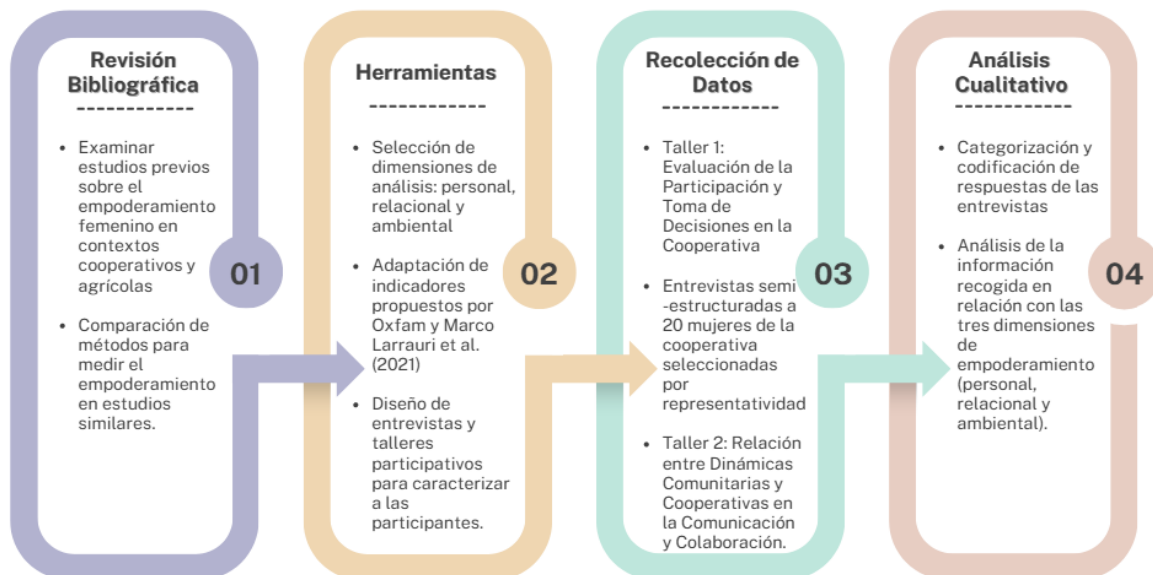 Revisión
Bibliográfica
------------
• Examinar
estudios previos
sobre el
empoderamiento
femenino en
contextos
cooperativos y
agrícolas
• Comparación de
métodos para
medir el
empoderamiento
en estudios
similares.
01
Herramientas
------------
• Selección de
dimensiones de
análisis: personal,
relacional y
ambiental
• Adaptación de
indicadores
propuestos por
Oxfam y Marco
Larrauri et al.
(2021)
• Diseño de
entrevistas y
talleres
participativos
para caracterizar
a las
participantes.
02
Recolección de
Datos
------------
• Taller 1:
Evaluación de la
Participación y
Toma de
Decisiones en la
Cooperativa
• Entrevistas semi
-estructuradas a
20 mujeres de la
cooperativa
seleccionadas
por
representatividad
• Taller 2: Relación
entre Dinámicas
Comunitarias y
Cooperativas en
la Comunicación
y Colaboración.
03
Análisis
Cualitativo
------------
• Categorización y
codificación de
respuestas de las
entrevistas
• Análisis de la
información
recogida en
relación con las
tres dimensiones
de
empoderamiento
(personal,
relacional y
ambiental).
04